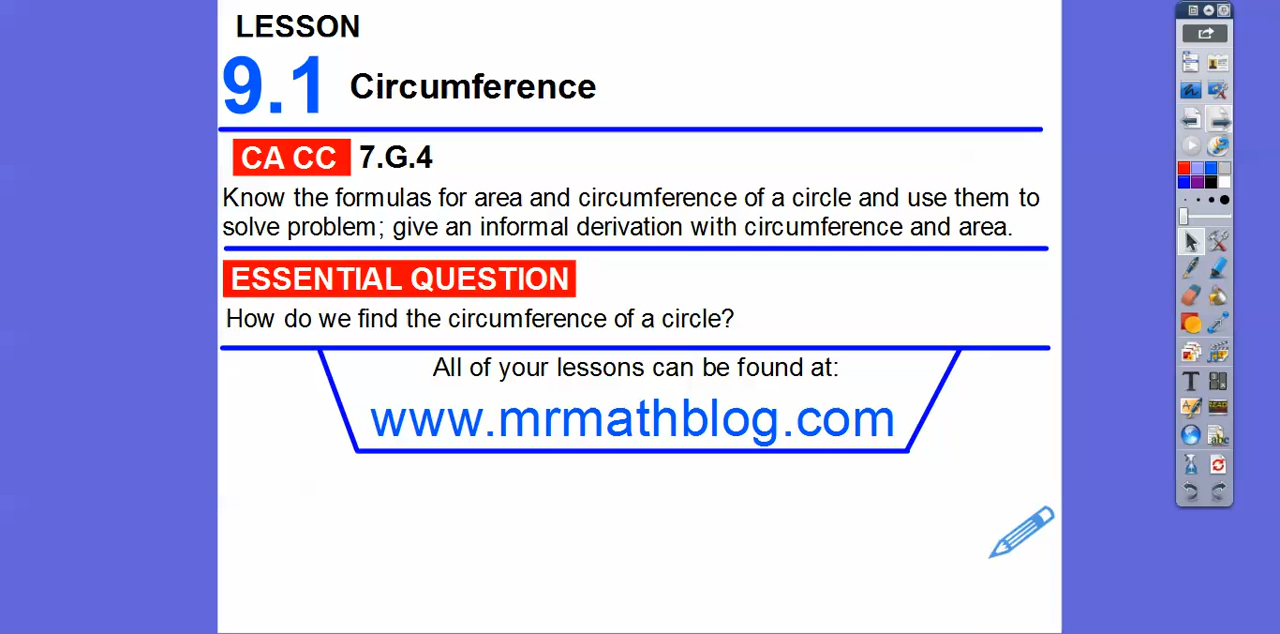 LESSON
9.1 Circumference
CA CC 7.G.4
Know the formulas for area and circumference of a circle and use them to
solve problem; give an informal derivation with circumference and area.
ESSENTIAL QUESTION
How do we find the circumference of a circle?
All of your lessons can be found at:
www.mrmathblog.com